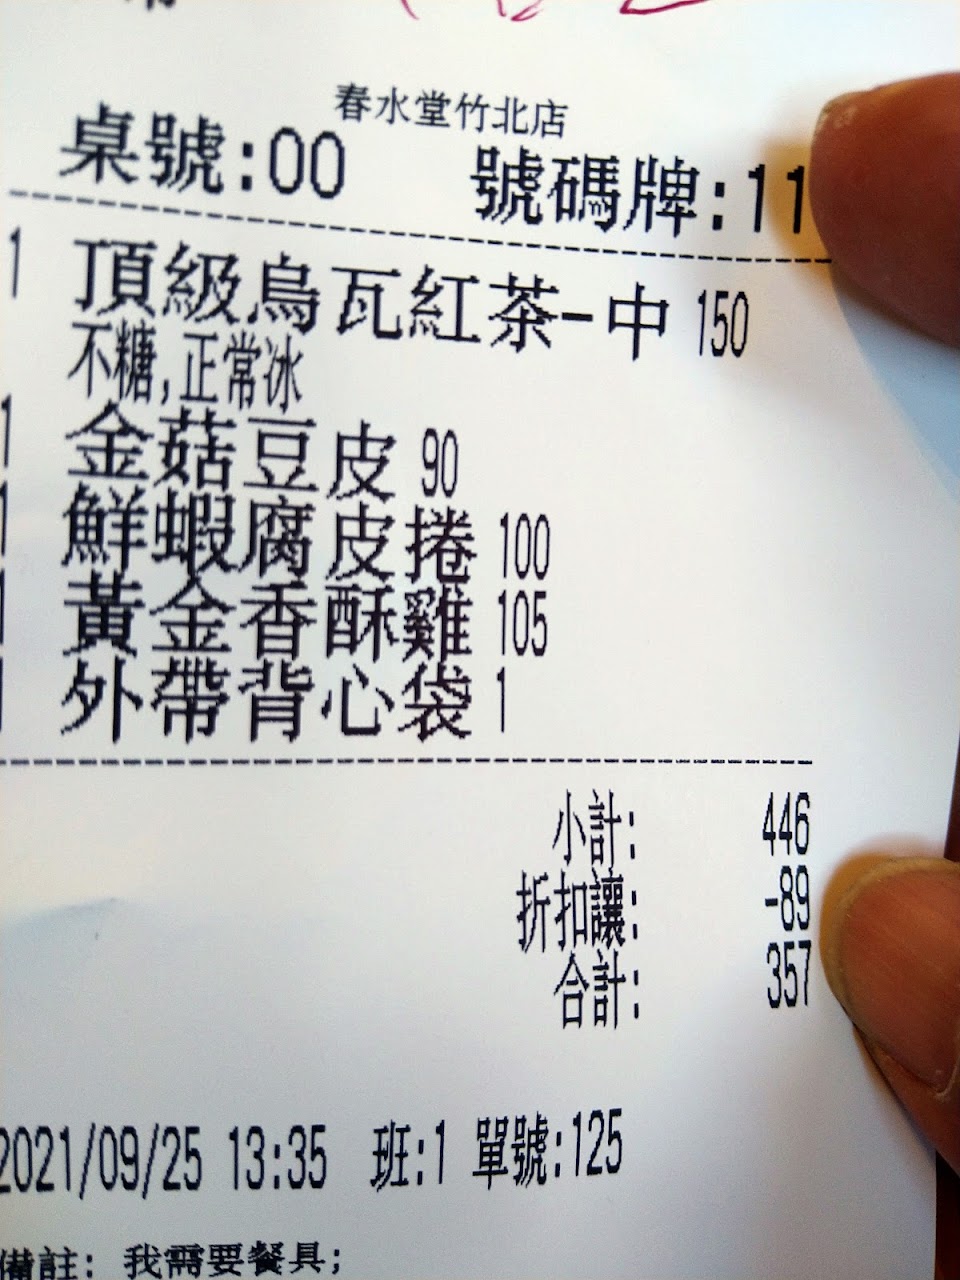 春水堂竹北店
桌號:00 號碼牌:11
1 頂級烏瓦紅茶-中 150
不糖,正常冰
1 金菇豆皮 90
1 鮮蝦腐皮捲 100
1 黃金香酥雞 105
1 外帶背心袋 1
小計: 446
折扣讓: -89
合計: 357
2021/09/25 13:35 班:1 單號:125
備註: 我需要餐具;